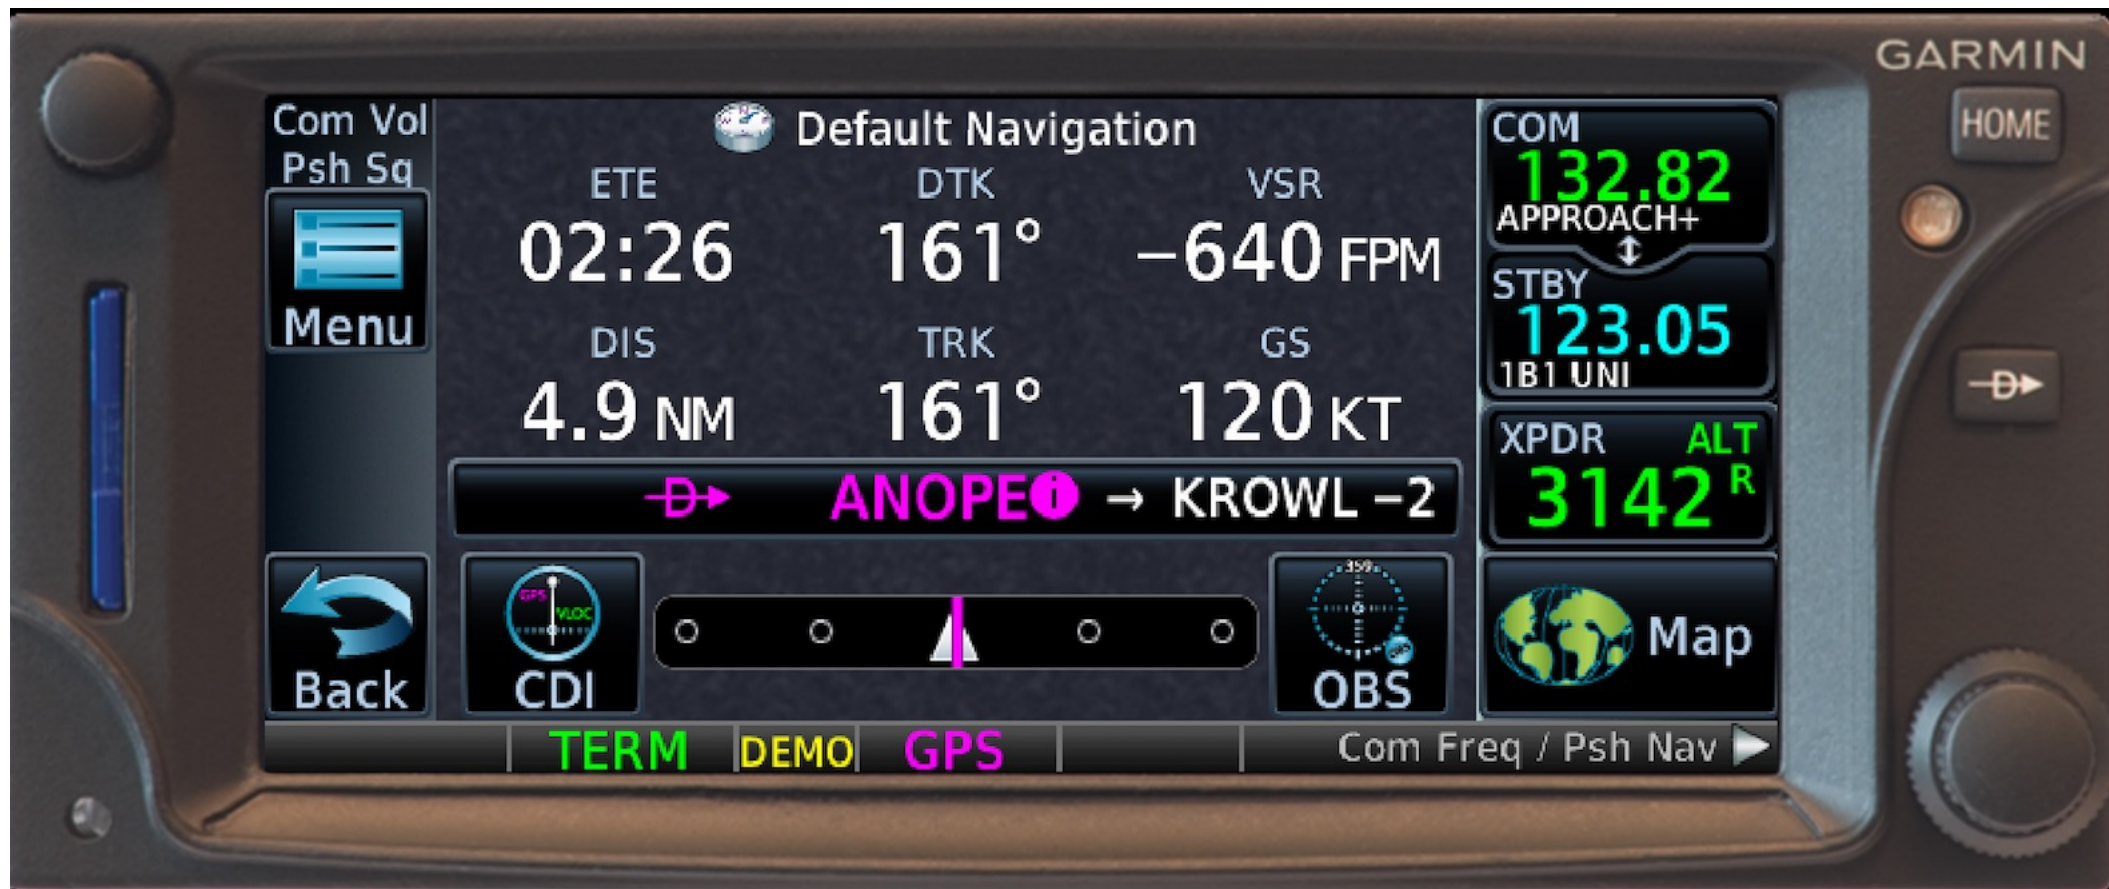 GARMIN
HOME
Com Vol
Psh Sq
Menu
Back
Default Navigation
ETE
02:26
DTK
161°
VSR
−640 FPM
DIS
4.9 NM
TRK
161°
GS
120 KT
D ANOPE i → KROWL −2
GPS
VLOC
CDI
359
OBS
COM
132.82
APPROACH+
STBY
123.05
1B1 UNI
XPDR ALT
3142 R
Map
TERM DEMO GPS Com Freq / Psh Nav
D